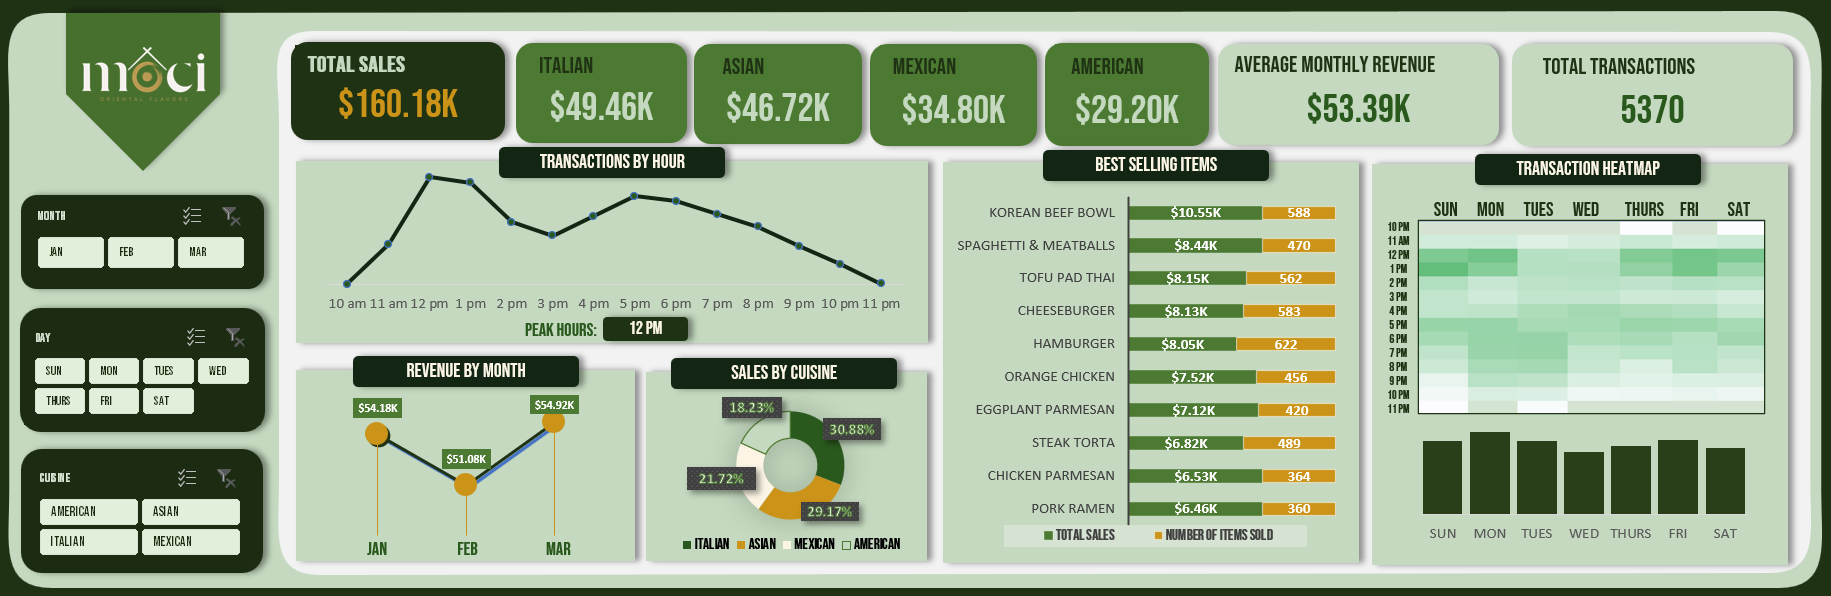 moci
ORIENTAL FLAVORS
MONTH
JAN FEB MAR
DAY
SUN MON TUES WED
THURS FRI SAT
CUISINE
AMERICAN ASIAN
ITALIAN MEXICAN
TOTAL SALES
$160.18K
ITALIAN
$49.46K
ASIAN
$46.72K
MEXICAN
$34.80K
AMERICAN
$29.20K
AVERAGE MONTHLY REVENUE
$53.39K
TOTAL TRANSACTIONS
5370
TRANSACTIONS BY HOUR
10 am 11 am 12 pm 1 pm 2 pm 3 pm 4 pm 5 pm 6 pm 7 pm 8 pm 9 pm 10 pm 11 pm
PEAK HOURS: 12 PM
REVENUE BY MONTH
$54.18K $51.08K $54.92K
JAN FEB MAR
SALES BY CUISINE
18.23%
30.88%
21.72%
29.17%
ITALIAN ASIAN MEXICAN AMERICAN
BEST SELLING ITEMS
KOREAN BEEF BOWL $10.55K 588
SPAGHETTI & MEATBALLS $8.44K 470
TOFU PAD THAI $8.15K 562
CHEESEBURGER $8.13K 583
HAMBURGER $8.05K 622
ORANGE CHICKEN $7.52K 456
EGGPLANT PARMESAN $7.12K 420
STEAK TORTA $6.82K 489
CHICKEN PARMESAN $6.53K 364
PORK RAMEN $6.46K 360
TOTAL SALES NUMBER OF ITEMS SOLD
TRANSACTION HEATMAP
SUN MON TUES WED THURS FRI SAT
10 PM
11 AM
12 PM
1 PM
2 PM
3 PM
4 PM
5 PM
6 PM
7 PM
8 PM
9 PM
10 PM
11 PM
SUN MON TUES WED THURS FRI SAT